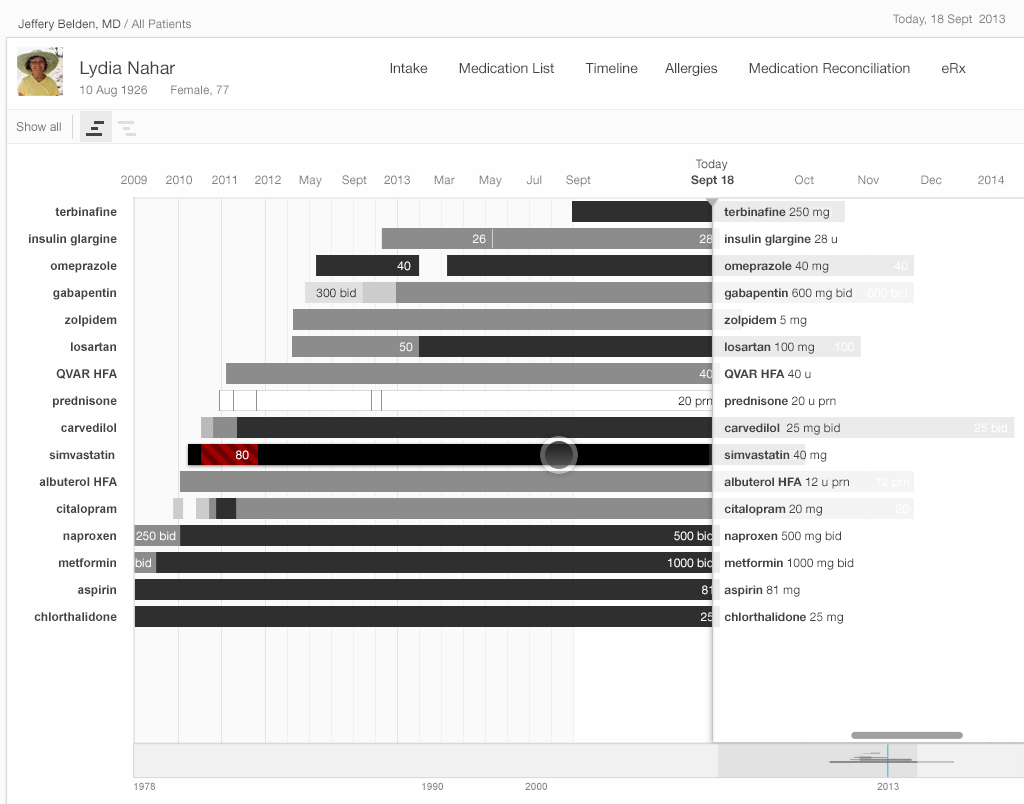 Jeffery Belden, MD / All Patients
Today, 18 Sept 2013
Lydia Nahar
10 Aug 1926 Female, 77
Intake Medication List Timeline Allergies Medication Reconciliation eRx
Show all
Today
2009 2010 2011 2012 May Sept 2013 Mar May Jul Sept Sept 18 Oct Nov Dec 2014
terbinafine terbinafine 250 mg
insulin glargine 26 28 insulin glargine 28 u
omeprazole 40 omeprazole 40 mg 40
gabapentin 300 bid gabapentin 600 mg bid 600 bid
zolpidem zolpidem 5 mg
losartan 50 losartan 100 mg 100
QVAR HFA 40 QVAR HFA 40 u
prednisone 20 prn prednisone 20 u prn
carvedilol carvedilol 25 mg bid 25 bid
simvastatin 80 simvastatin 40 mg
albuterol HFA albuterol HFA 12 u prn 12 prn
citalopram citalopram 20 mg 20
naproxen 250 bid 500 bid naproxen 500 mg bid
metformin bid 1000 bid metformin 1000 mg bid
aspirin 81 aspirin 81 mg
chlorthalidone 25 chlorthalidone 25 mg
1978 1990 2000 2013